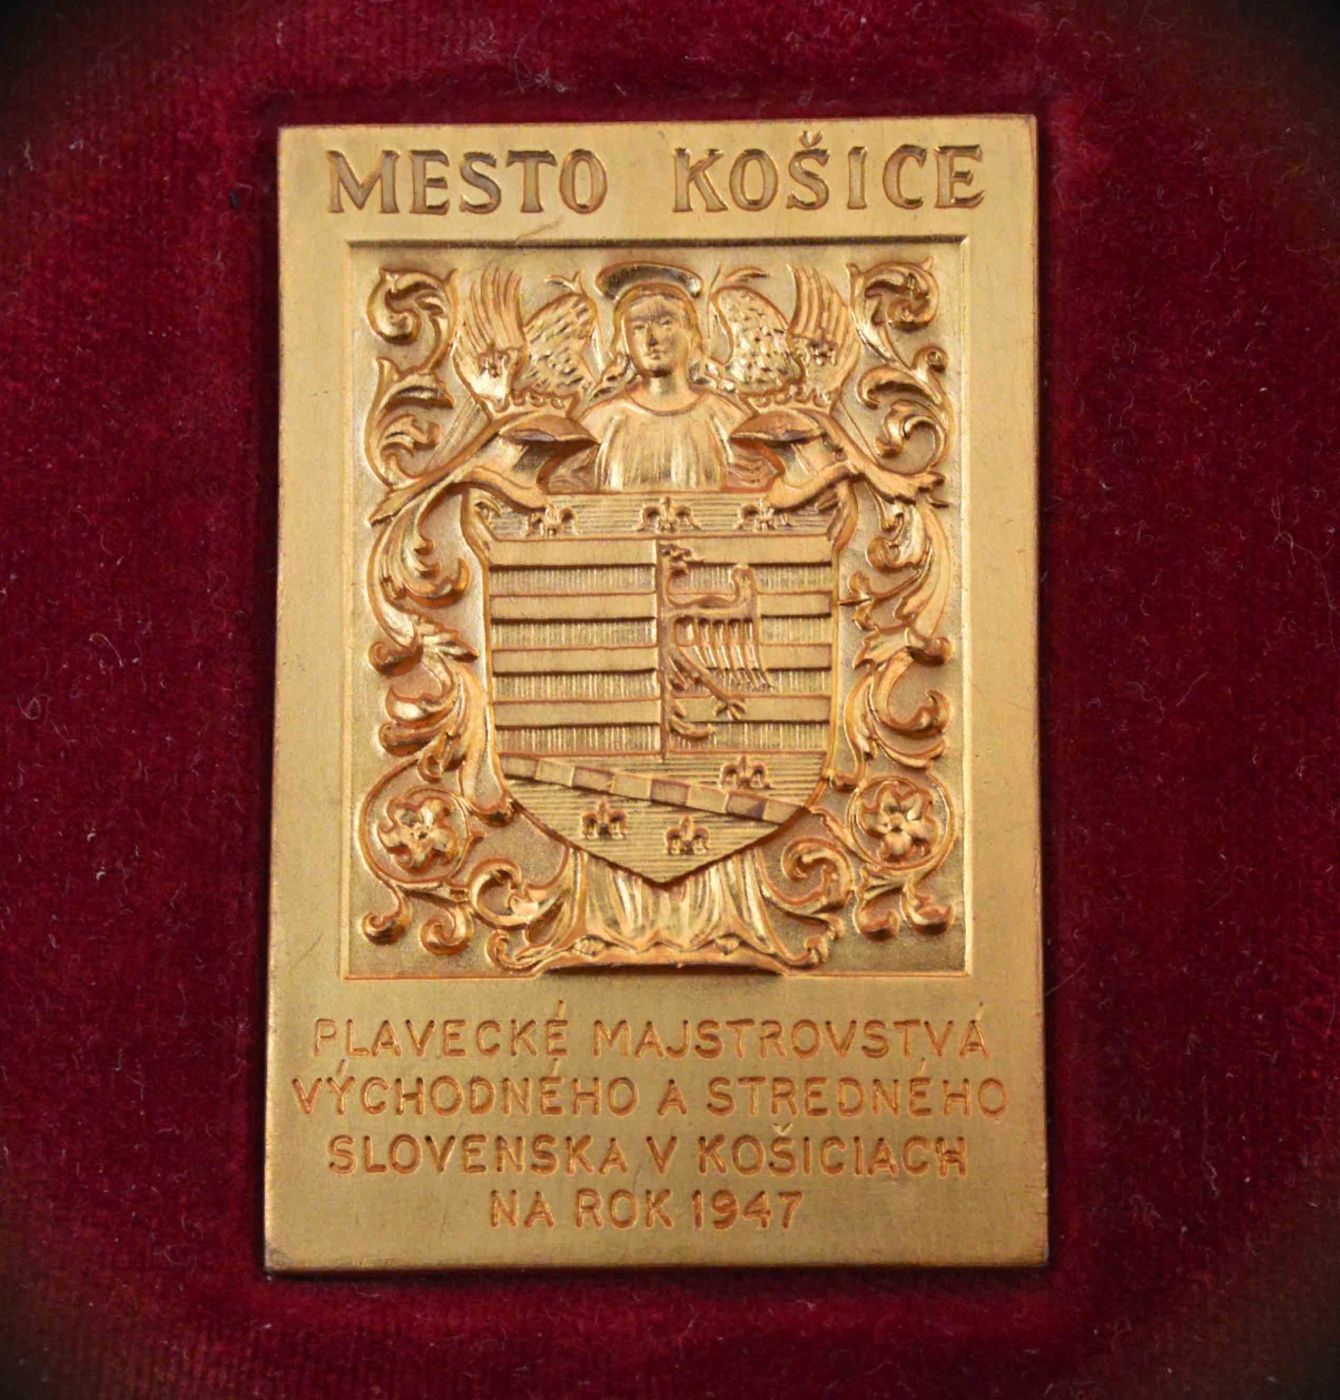 MESTO KOŠICE
PLAVECKÉ MAJSTROVSTVÁ
VÝCHODNÉHO A STREDNÉHO
SLOVENSKA V KOŠICIACH
NA ROK 1947